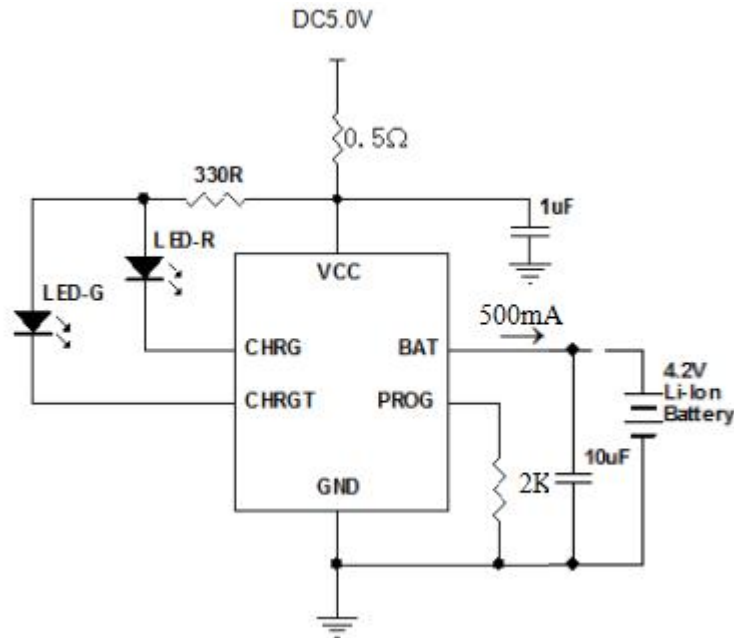 DC5.0V
0.5Ω
330R
1uF
LED-R
VCC
LED-G
500mA
CHRG
BAT
4.2V
Li-Ion
Battery
CHRGT
PROG
10uF
2K
GND